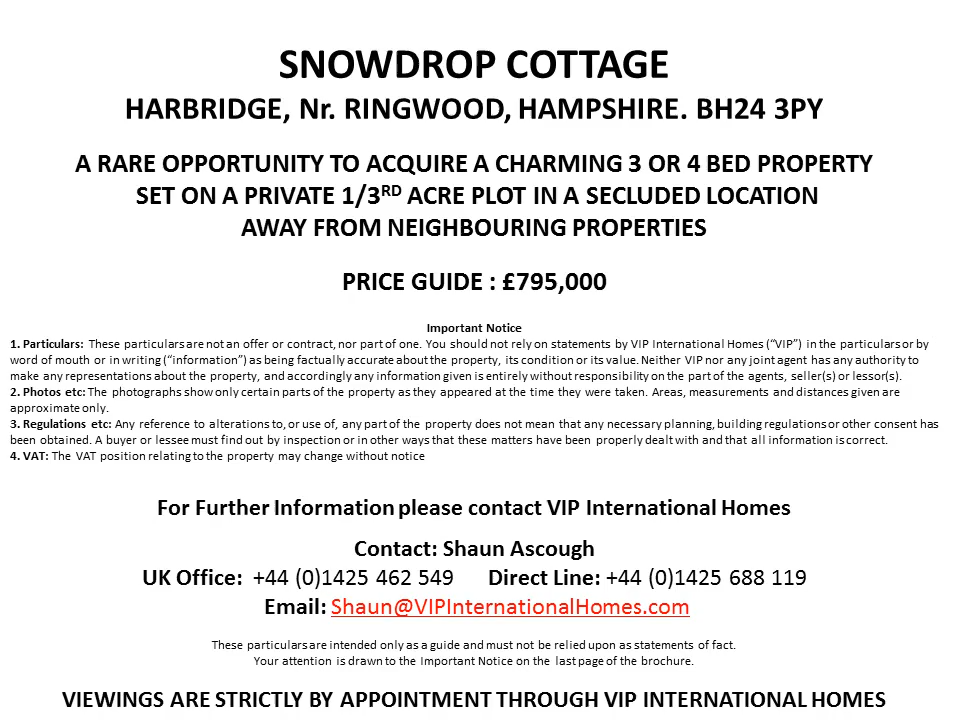 SNOWDROP COTTAGE
HARBRIDGE, Nr. RINGWOOD, HAMPSHIRE. BH24 3PY
A RARE OPPORTUNITY TO ACQUIRE A CHARMING 3 OR 4 BED PROPERTY
SET ON A PRIVATE 1/3RD ACRE PLOT IN A SECLUDED LOCATION
AWAY FROM NEIGHBOURING PROPERTIES
PRICE GUIDE : £795,000
Important Notice
1. Particulars: These particulars are not an offer or contract, nor part of one. You should not rely on statements by VIP International Homes (“VIP”) in the particulars or by
word of mouth or in writing (“information”) as being factually accurate about the property, its condition or its value. Neither VIP nor any joint agent has any authority to
make any representations about the property, and accordingly any information given is entirely without responsibility on the part of the agents, seller(s) or lessor(s).
2. Photos etc: The photographs show only certain parts of the property as they appeared at the time they were taken. Areas, measurements and distances given are
approximate only.
3. Regulations etc: Any reference to alterations to, or use of, any part of the property does not mean that any necessary planning, building regulations or other consent has
been obtained. A buyer or lessee must find out by inspection or in other ways that these matters have been properly dealt with and that all information is correct.
4. VAT: The VAT position relating to the property may change without notice
For Further Information please contact VIP International Homes
Contact: Shaun Ascough
UK Office: +44 (0)1425 462 549 Direct Line: +44 (0)1425 688 119
Email: Shaun@VIPInternationalHomes.com
These particulars are intended only as a guide and must not be relied upon as statements of fact.
Your attention is drawn to the Important Notice on the last page of the brochure.
VIEWINGS ARE STRICTLY BY APPOINTMENT THROUGH VIP INTERNATIONAL HOMES